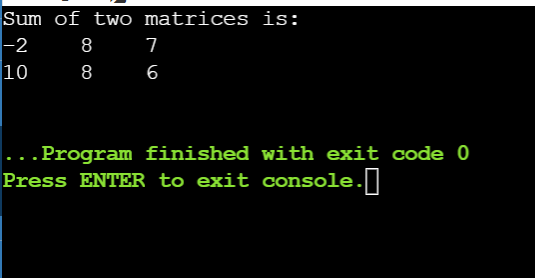 Sum of two matrices is:
-2    8    7
10    8    6
...Program finished with exit code 0
Press ENTER to exit console.